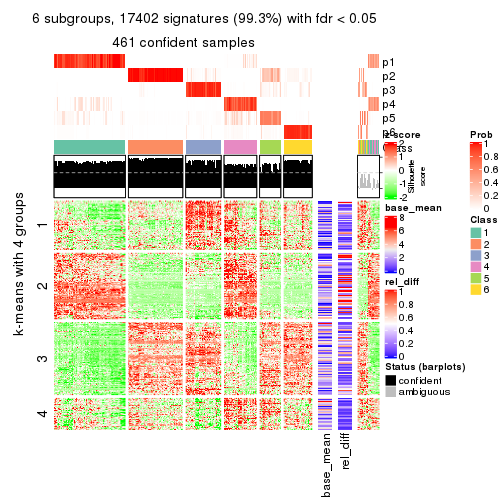 6 subgroups, 17402 signatures (99.3%) with fdr < 0.05
461 confident samples
p1
p2
p3
p4
p5
p6
Class
z-score
2
1
0
-1
-2
Silhouette
score
k-means with 4 groups
1
2
3
4
base_mean
8
6
4
2
0
rel_diff
1
0.8
0.6
0.4
0.2
0
Status (barplots)
confident
ambiguous
Prob
1
0.8
0.6
0.4
0.2
0
Class
1
2
3
4
5
6
base_mean
rel_diff